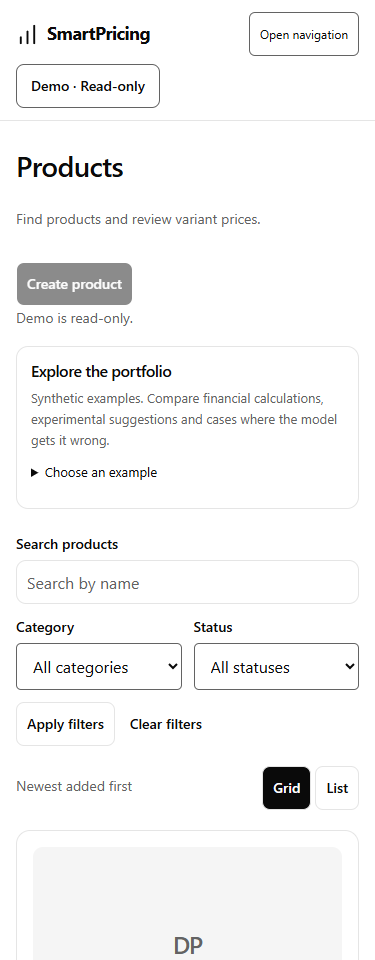 SmartPricing
Open navigation
Demo · Read-only
Products
Find products and review variant prices.
Create product
Demo is read-only.
Explore the portfolio
Synthetic examples. Compare financial calculations,
experimental suggestions and cases where the model
gets it wrong.
Choose an example
Search products
Search by name
Category
Status
All categories
All statuses
Apply filters
Clear filters
Newest added first
Grid
List
DP